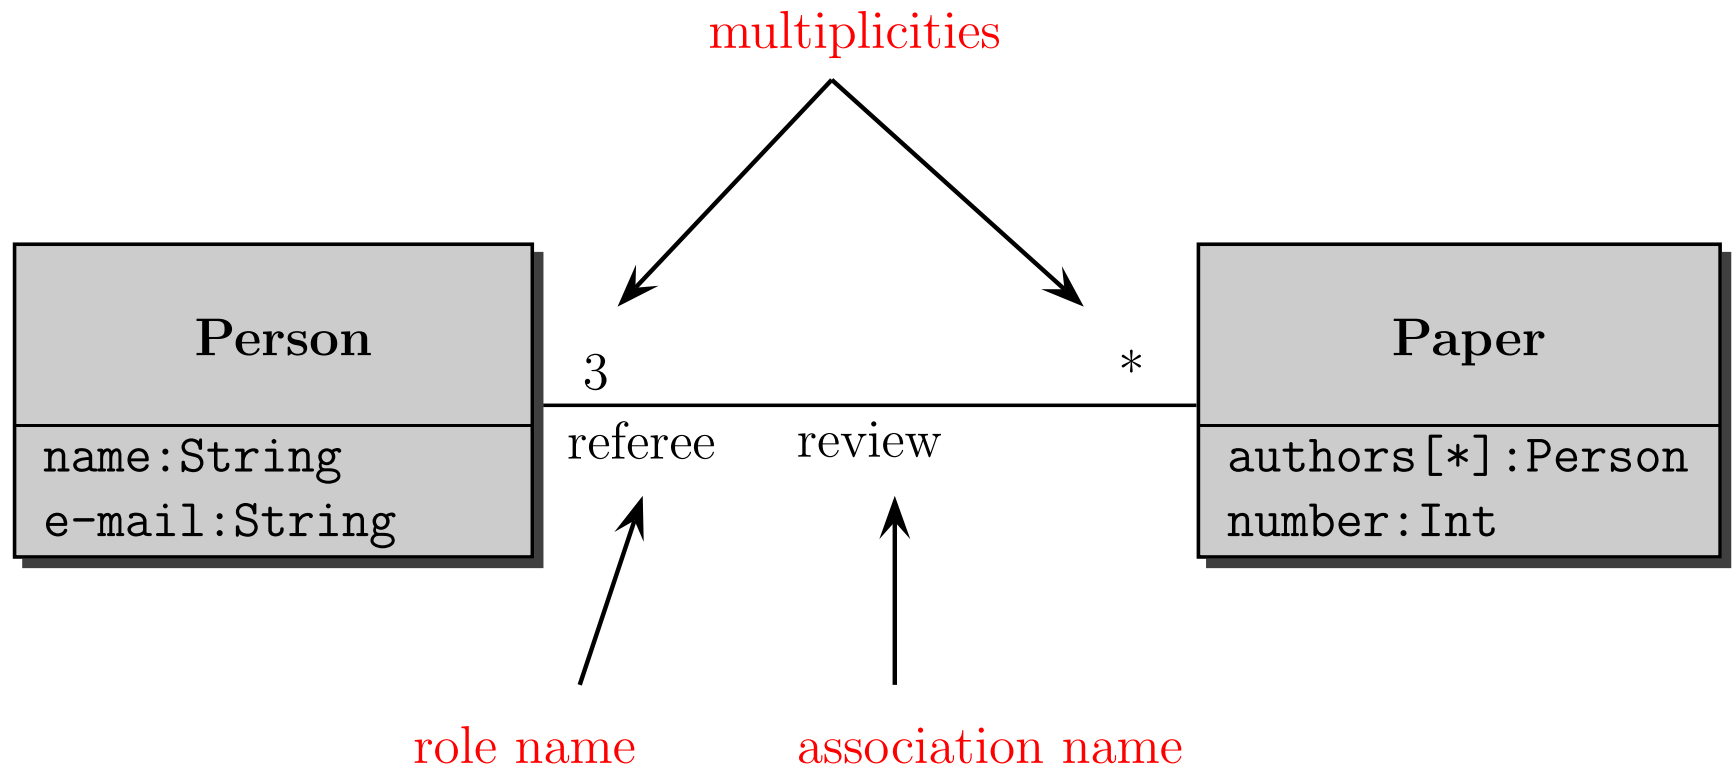 multiplicities
Person
Paper
3
*
referee
review
name:String
e-mail:String
authors[*]:Person
number:Int
role name
association name